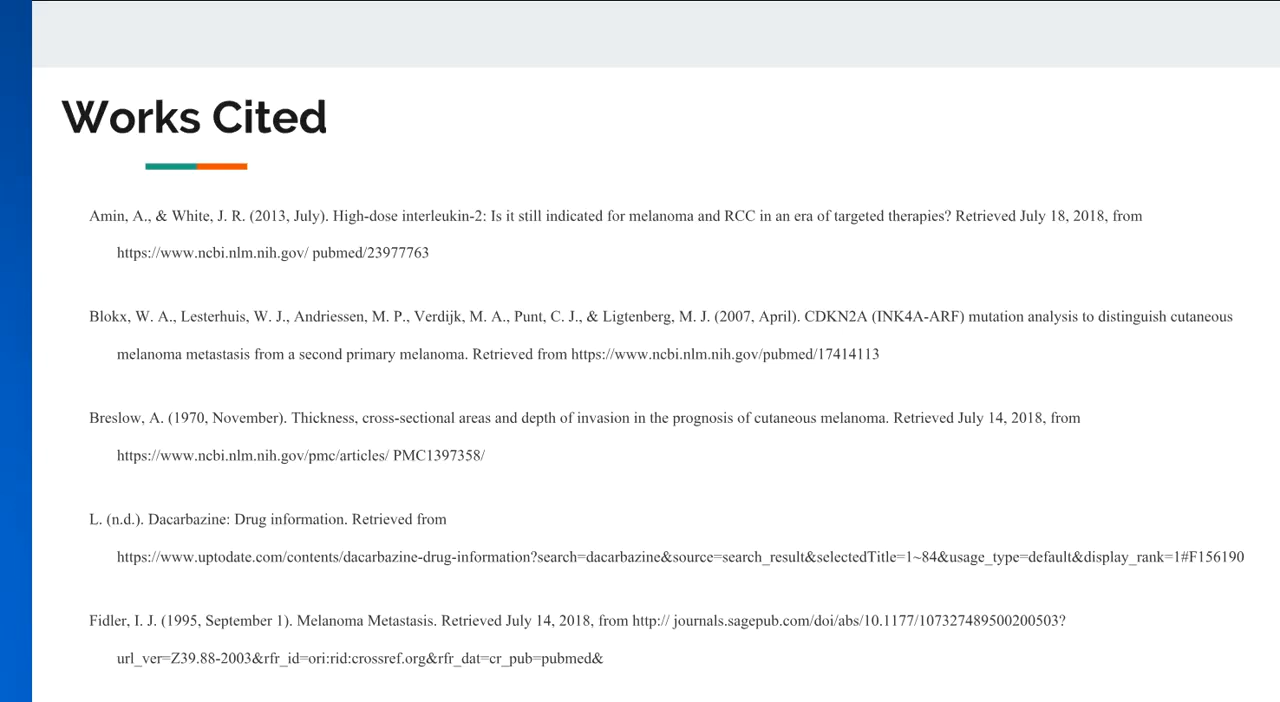 Works Cited
Amin, A., & White, J. R. (2013, July). High-dose interleukin-2: Is it still indicated for melanoma and RCC in an era of targeted therapies? Retrieved July 18, 2018, from
https://www.ncbi.nlm.nih.gov/ pubmed/23977763
Blokx, W. A., Lesterhuis, W. J., Andriessen, M. P., Verdijk, M. A., Punt, C. J., & Ligtenberg, M. J. (2007, April). CDKN2A (INK4A-ARF) mutation analysis to distinguish cutaneous
melanoma metastasis from a second primary melanoma. Retrieved from https://www.ncbi.nlm.nih.gov/pubmed/17414113
Breslow, A. (1970, November). Thickness, cross-sectional areas and depth of invasion in the prognosis of cutaneous melanoma. Retrieved July 14, 2018, from
https://www.ncbi.nlm.nih.gov/pmc/articles/ PMC1397358/
L. (n.d.). Dacarbazine: Drug information. Retrieved from
https://www.uptodate.com/contents/dacarbazine-drug-information?search=dacarbazine&source=search_result&selectedTitle=1~84&usage_type=default&display_rank=1#F156190
Fidler, I. J. (1995, September 1). Melanoma Metastasis. Retrieved July 14, 2018, from http:// journals.sagepub.com/doi/abs/10.1177/107327489500200503?
url_ver=Z39.88-2003&rfr_id=ori:rid:crossref.org&rfr_dat=cr_pub=pubmed&